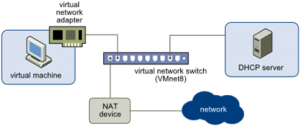 virtual
network
adapter
virtual machine
virtual network switch
(VMnet8)
DHCP server
NAT
device
network